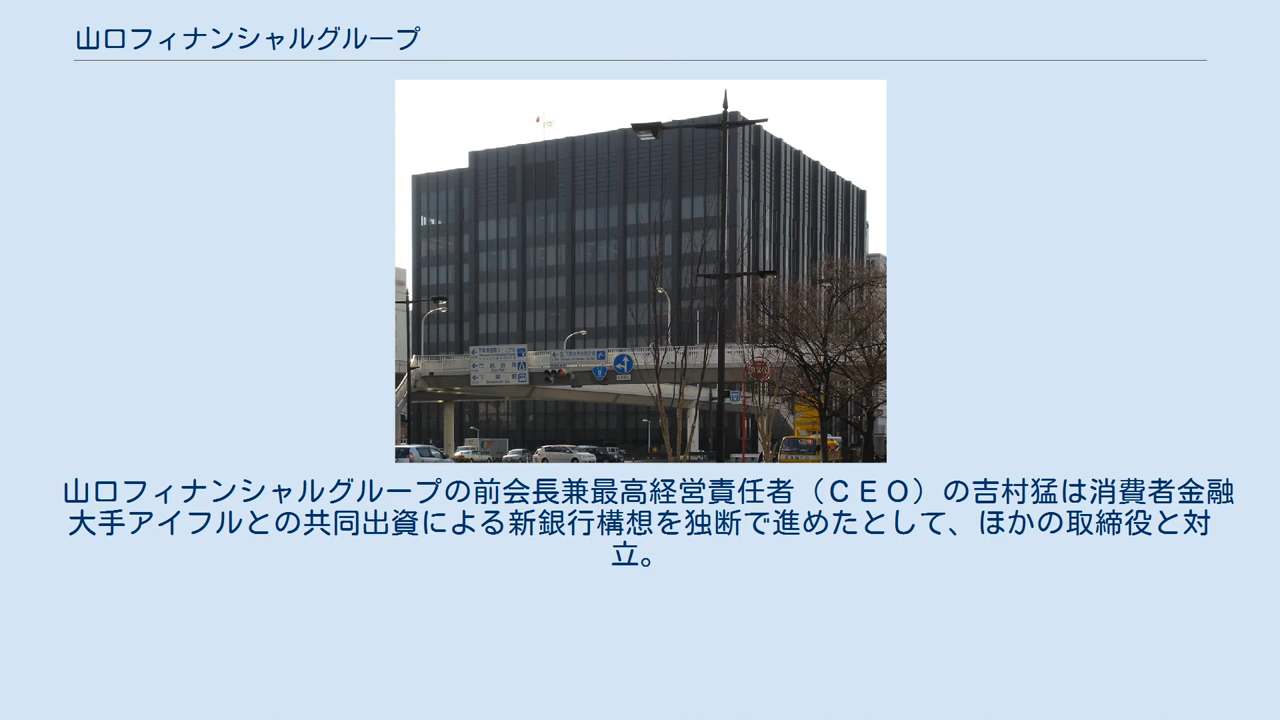 山口フィナンシャルグループ
山口フィナンシャルグループの前会長兼最高経営責任者（ＣＥＯ）の吉村猛は消費者金融
大手アイフルとの共同出資による新銀行構想を独断で進めたとして、ほかの取締役と対
立。